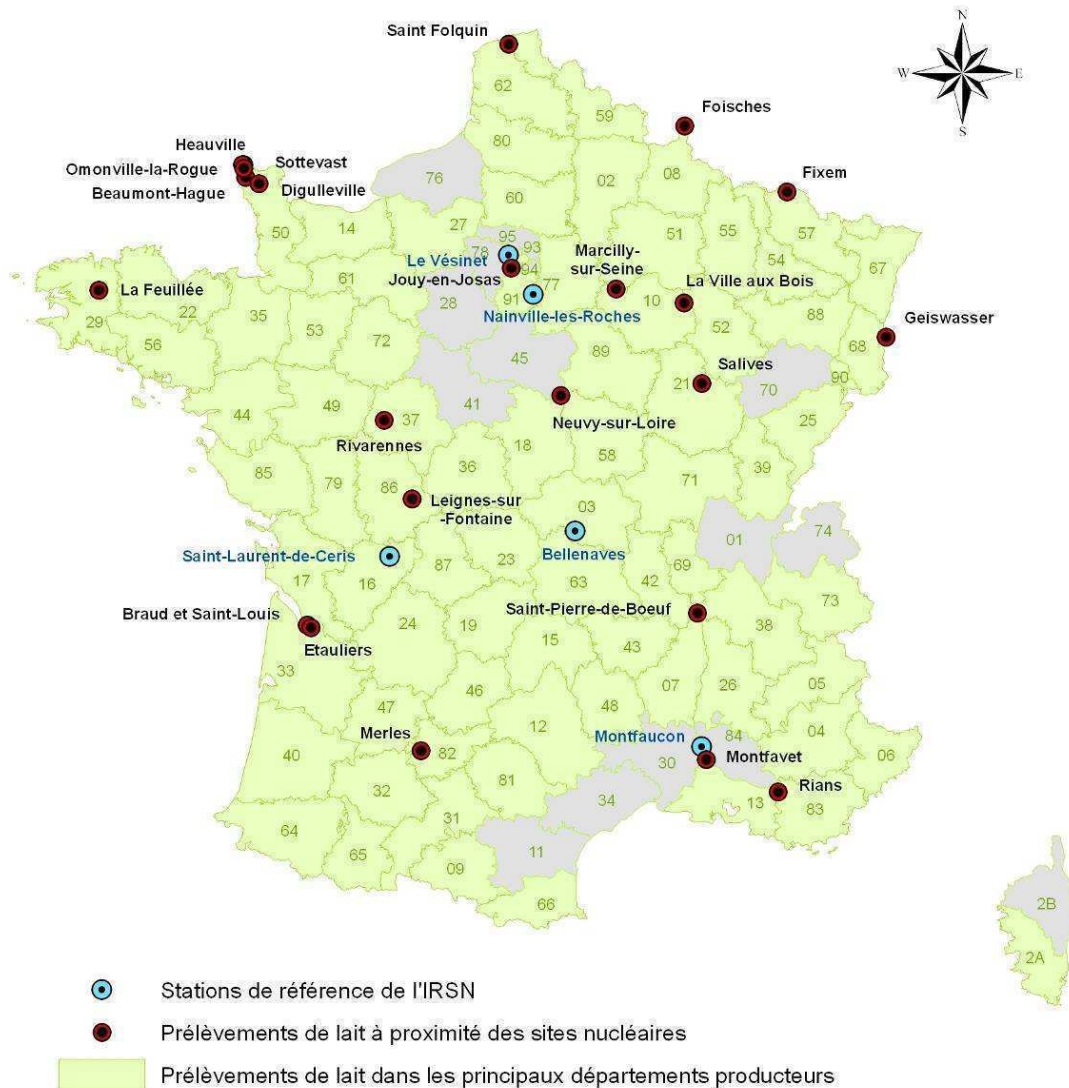 N
W
E
S
Saint Folquin
62
59
Foisches
80
Heauville
Omonville-la-Rogue
Sottevast
Beaumont-Hague
Digulleville
76
02
08
Fixem
60
50
14
27
95
51
55
57
78
93
54
67
Le Vésinet
Marcilly-
sur-Seine
Jouy-en-Josas
94
77
61
La Feuillée
22
35
53
28
91
10
La Ville aux Bois
Nainville-les-Roches
88
29
56
72
52
68
Geiswasser
45
89
Salives
21
70
90
41
44
49
37
Neuvy-sur-Loire
25
Rivarennes
18
58
85
79
36
71
39
86
Leignes-sur
-Fontaine
03
01
74
Saint-Laurent-de-Ceris
Bellenaves
87
23
17
16
63
42
69
73
Braud et Saint-Louis
Saint-Pierre-de-Boeuf
24
19
38
Etauliers
15
43
33
46
07
26
05
47
48
12
Merles
82
Montfaucon
84
04
Montfavet
30
06
40
81
32
Rians
13
83
34
31
64
65
11
09
66
2B
2A
Stations de référence de l'IRSN
Prélèvements de lait à proximité des sites nucléaires
Prélèvements de lait dans les principaux départements producteurs